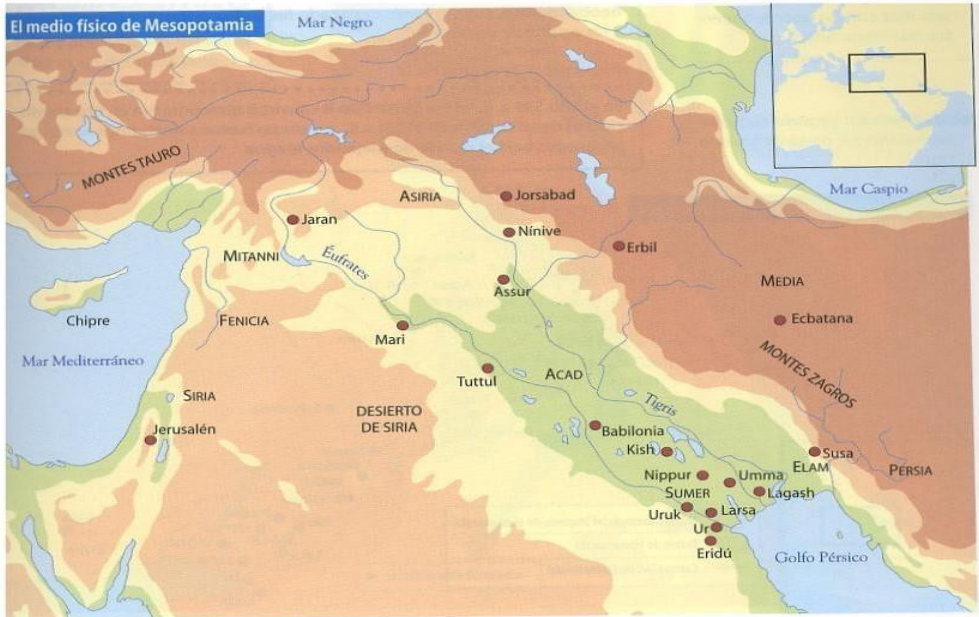 El medio físico de Mesopotamia
Mar Negro
MONTES TAURO
ASIRIA
Jorsabad
Mar Caspio
Jaran
Nínive
Erbil
MITANNI
Éufrates
Assur
MEDIA
Chipre
FENICIA
Mari
Ecbatana
Mar Mediterráneo
Tuttul
ACAD
MONTES ZAGROS
SIRIA
DESIERTO
DE SIRIA
Tigris
Jerusalén
Babilonia
Kish
Susa
ELAM
PERSIA
Nippur
Umma
SUMER
Lagash
Uruk
Larsa
Ur
Eridú
Golfo Pérsico